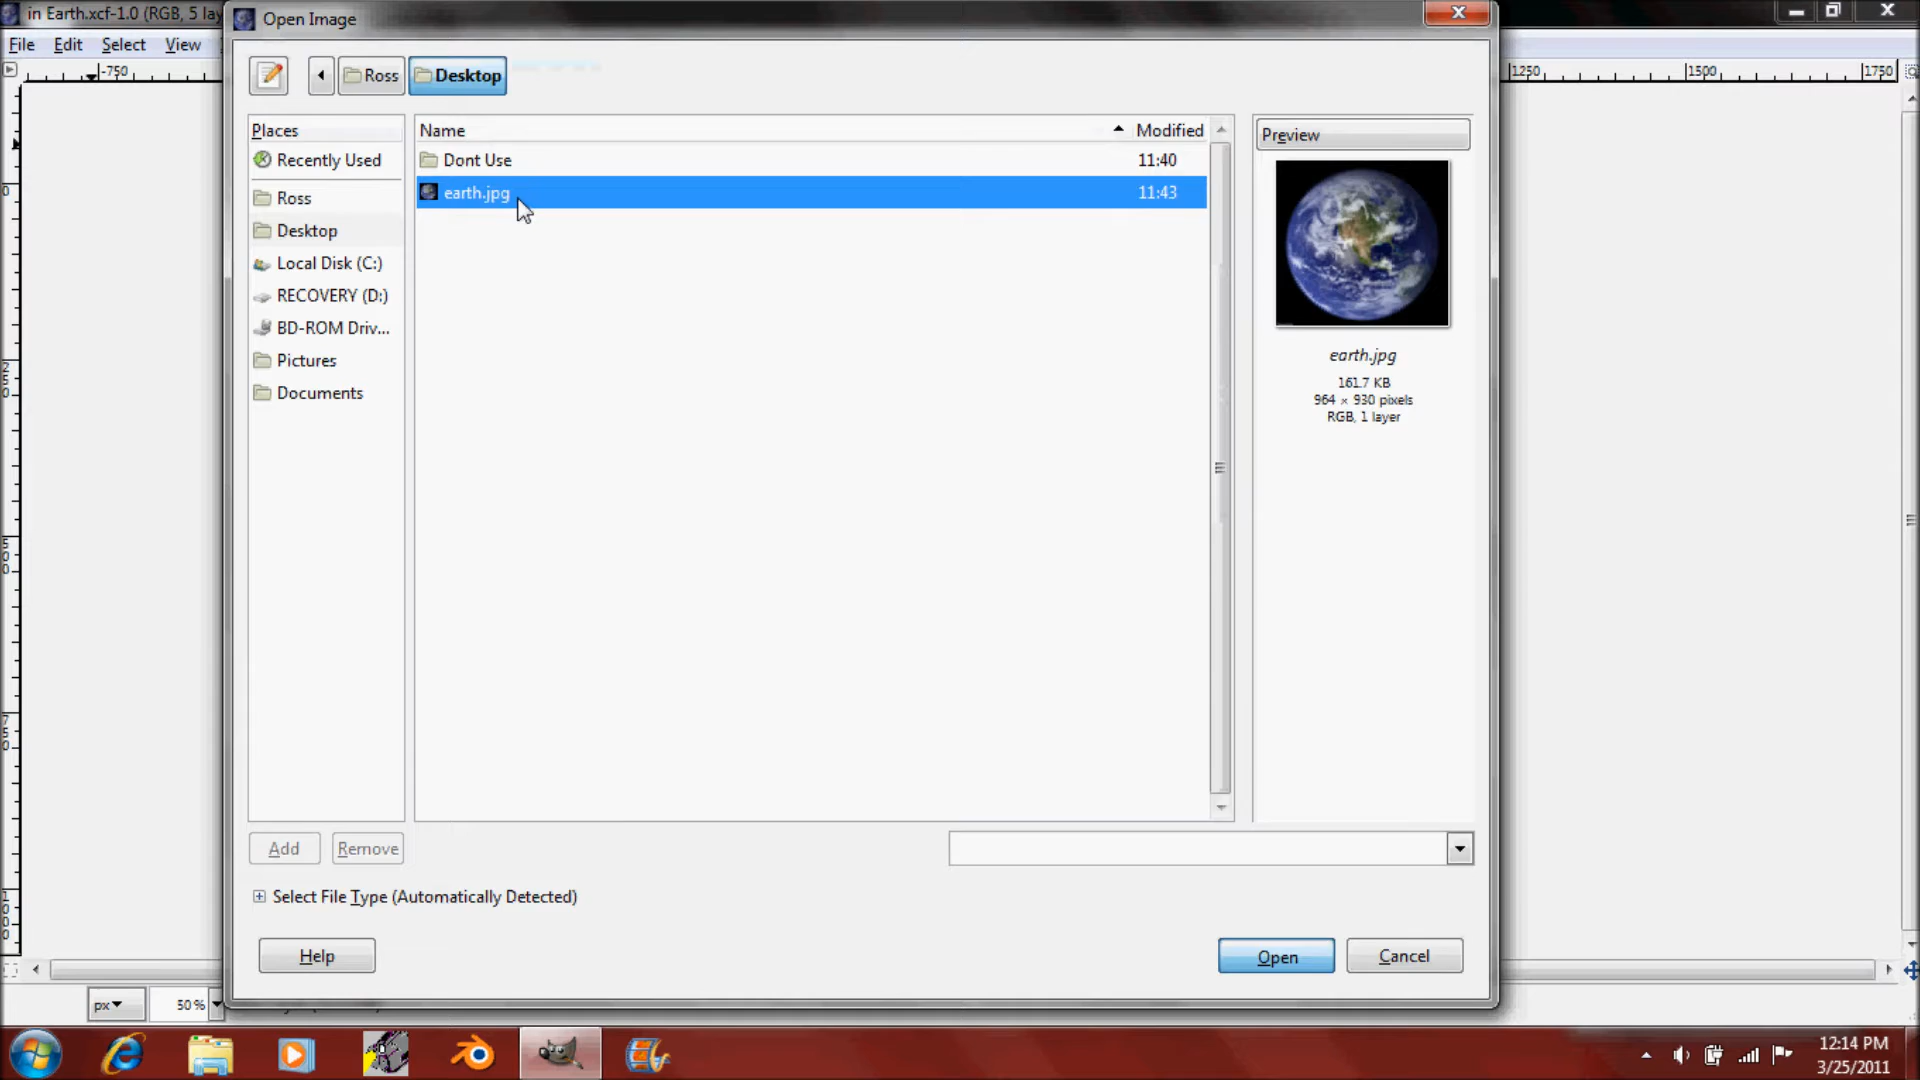 in Earth.xcf-1.0 (RGB, 5 lay
Open Image
File Edit Select View
Ross Desktop
-750 1250 1500 1750
Places
Name Modified
Preview
Recently Used
Dont Use 11:40
earth.jpg 11:43
Ross
Desktop
Local Disk (C:)
RECOVERY (D:)
BD-ROM Driv...
Pictures
Documents
earth.jpg
161.7 KB
964 × 930 pixels
RGB, 1 layer
Add Remove
Select File Type (Automatically Detected)
Help Open Cancel
px 50%
12:14 PM
3/25/2011